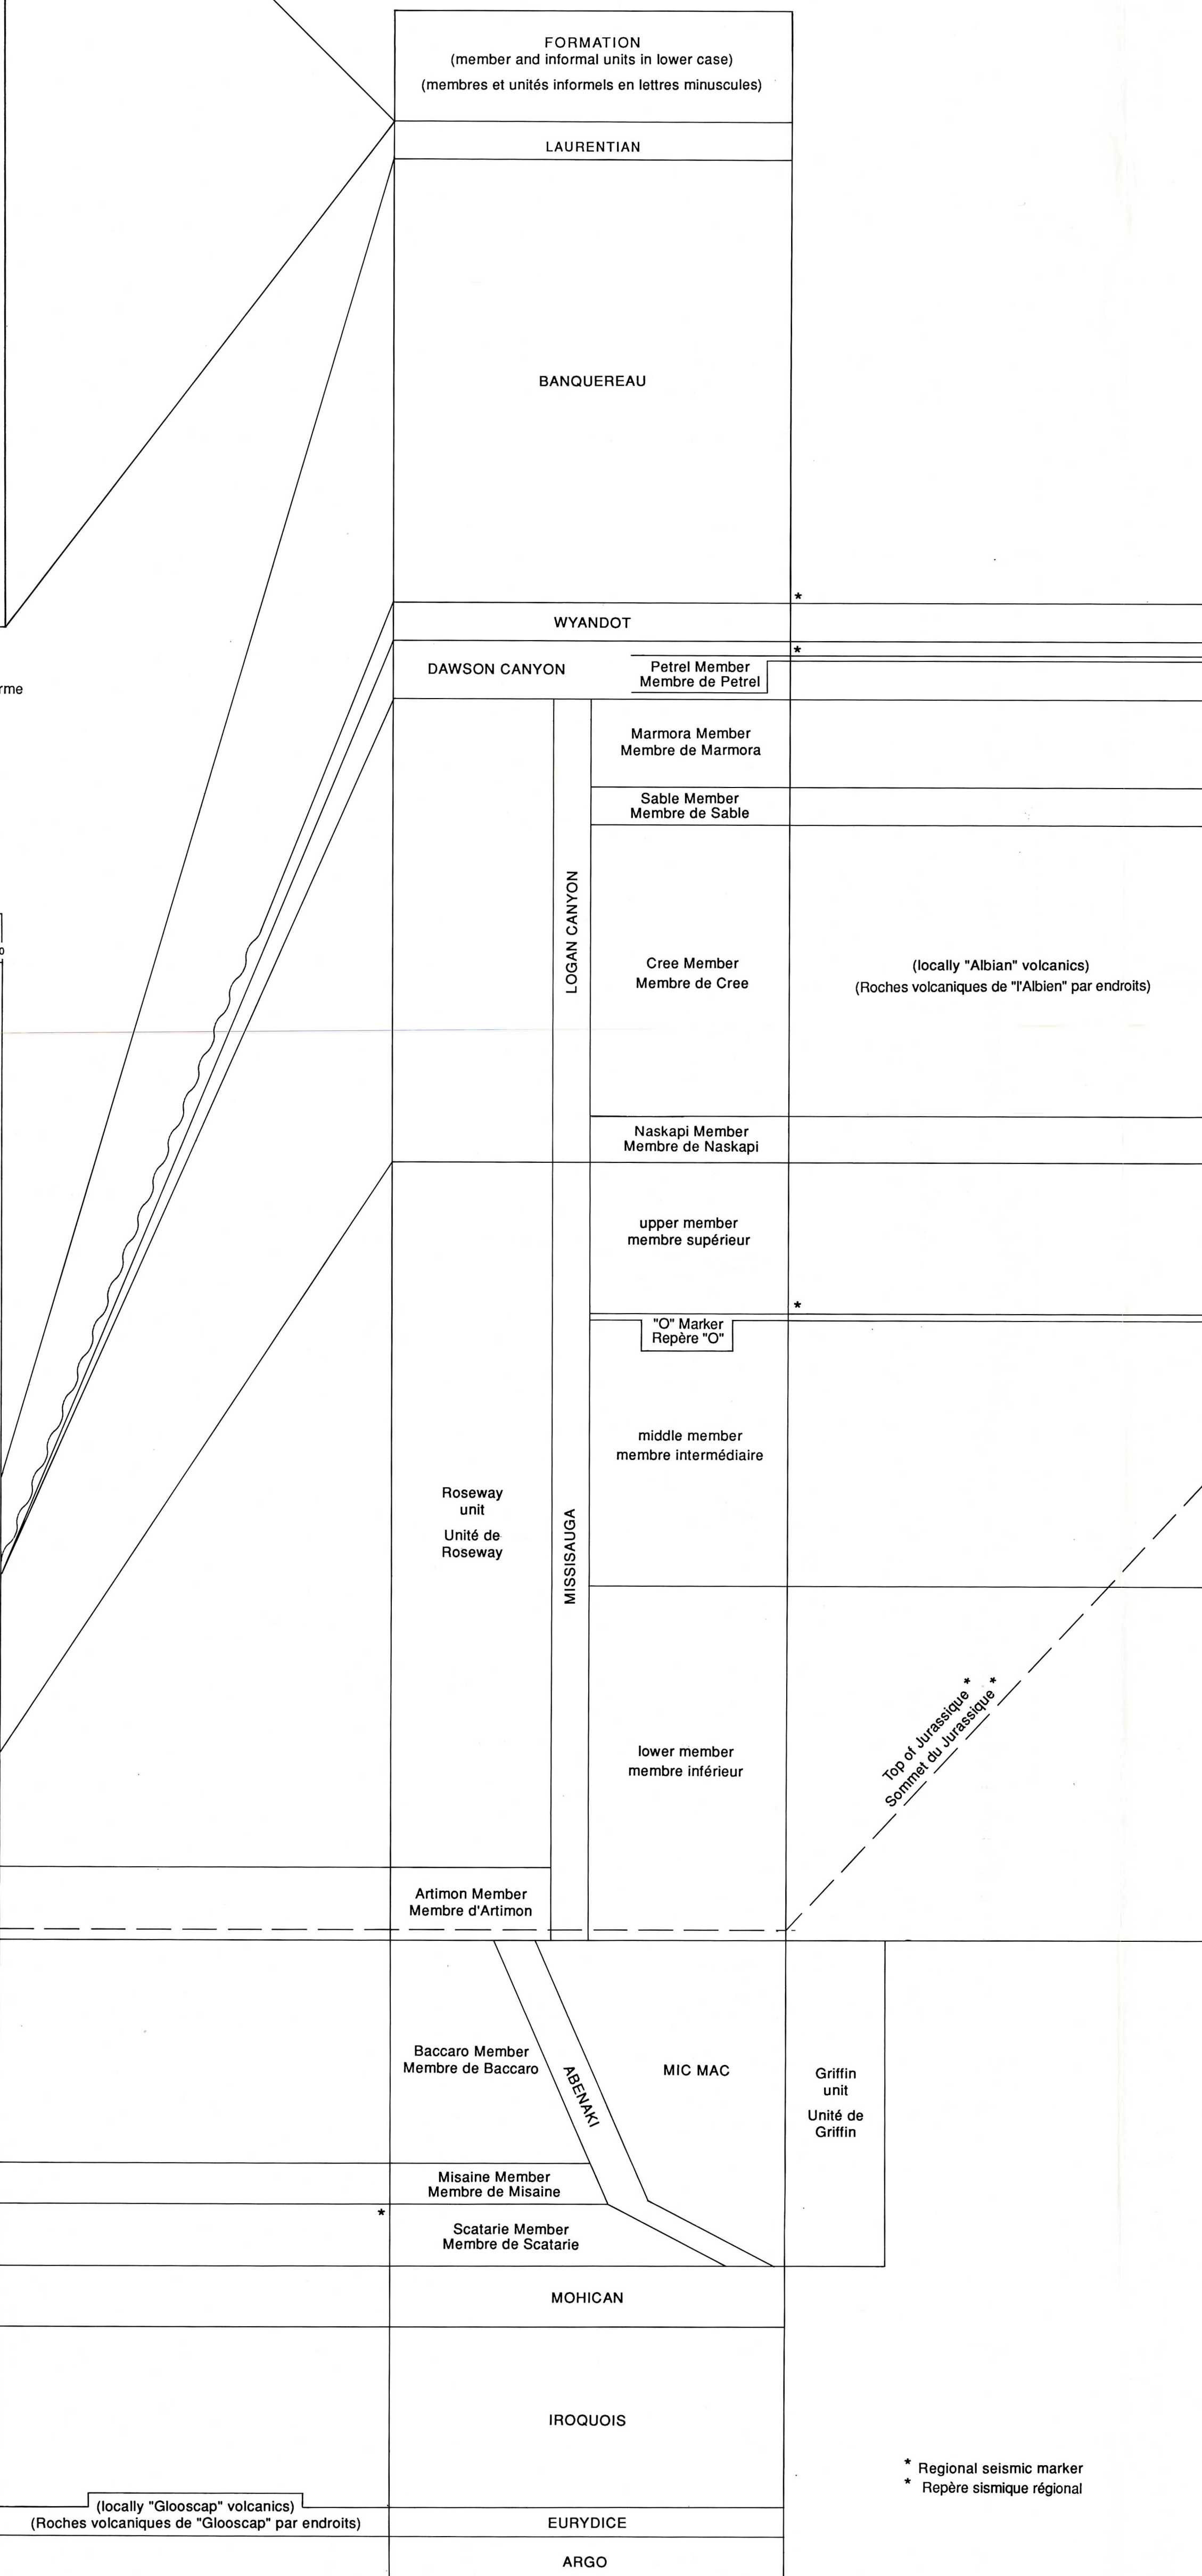 FORMATION
(member and informal units in lower case)
(membres et unités informels en lettres minuscules)
LAURENTIAN
BANQUEREAU
*
WYANDOT
*
DAWSON CANYON
Petrel Member
Membre de Petrel
rme
Marmora Member
Membre de Marmora
Sable Member
Membre de Sable
LOGAN CANYON
Cree Member
Membre de Cree
(locally "Albian" volcanics)
(Roches volcaniques de "l'Albien" par endroits)
Naskapi Member
Membre de Naskapi
upper member
membre supérieur
*
"O" Marker
Repère "O"
middle member
membre intermédiaire
Roseway
unit
Unité de
Roseway
MISSISAUGA
lower member
membre inférieur
Top of Jurassique *
Sommet du Jurassique *
Artimon Member
Membre d'Artimon
Baccaro Member
Membre de Baccaro
ABENAKI
MIC MAC
Griffin
unit
Unité de
Griffin
Misaine Member
Membre de Misaine
*
Scatarie Member
Membre de Scatarie
MOHICAN
IROQUOIS
* Regional seismic marker
* Repère sismique régional
(locally "Glooscap" volcanics)
(Roches volcaniques de "Glooscap" par endroits)
EURYDICE
ARGO